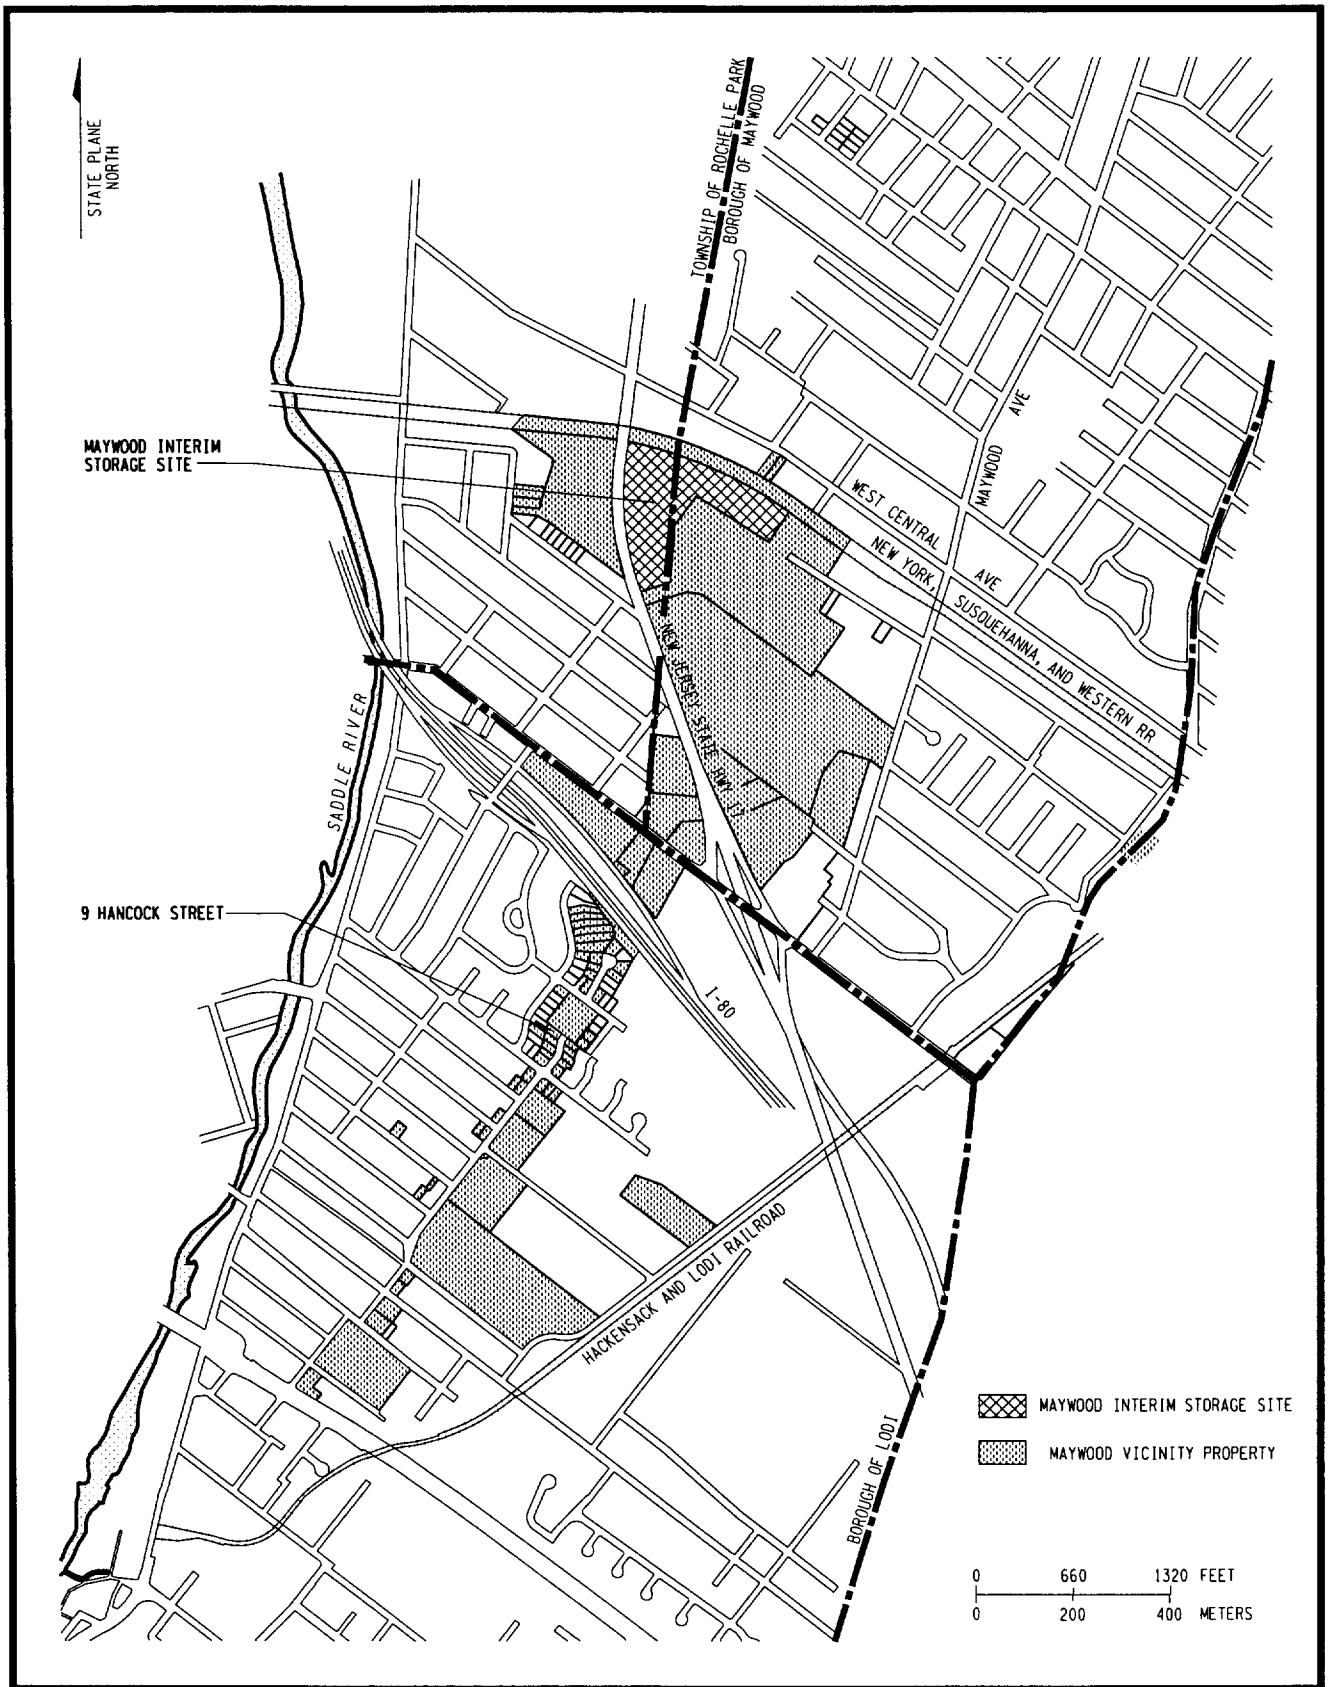 STATE PLANE
NORTH
TOWNSHIP OF ROCHELLE PARK
BOROUGH OF MAYWOOD
MAYWOOD INTERIM
STORAGE SITE
MAYWOOD AVE
WEST CENTRAL AVE
NEW YORK, SUSQUEHANNA, AND WESTERN RR
NEW JERSEY STATE HWY 17
SADDLE RIVER
9 HANCOCK STREET
I-80
HACKENSACK AND LODI RAILROAD
BOROUGH OF LODI
MAYWOOD INTERIM STORAGE SITE
MAYWOOD VICINITY PROPERTY
0 660 1320 FEET
0 200 400 METERS